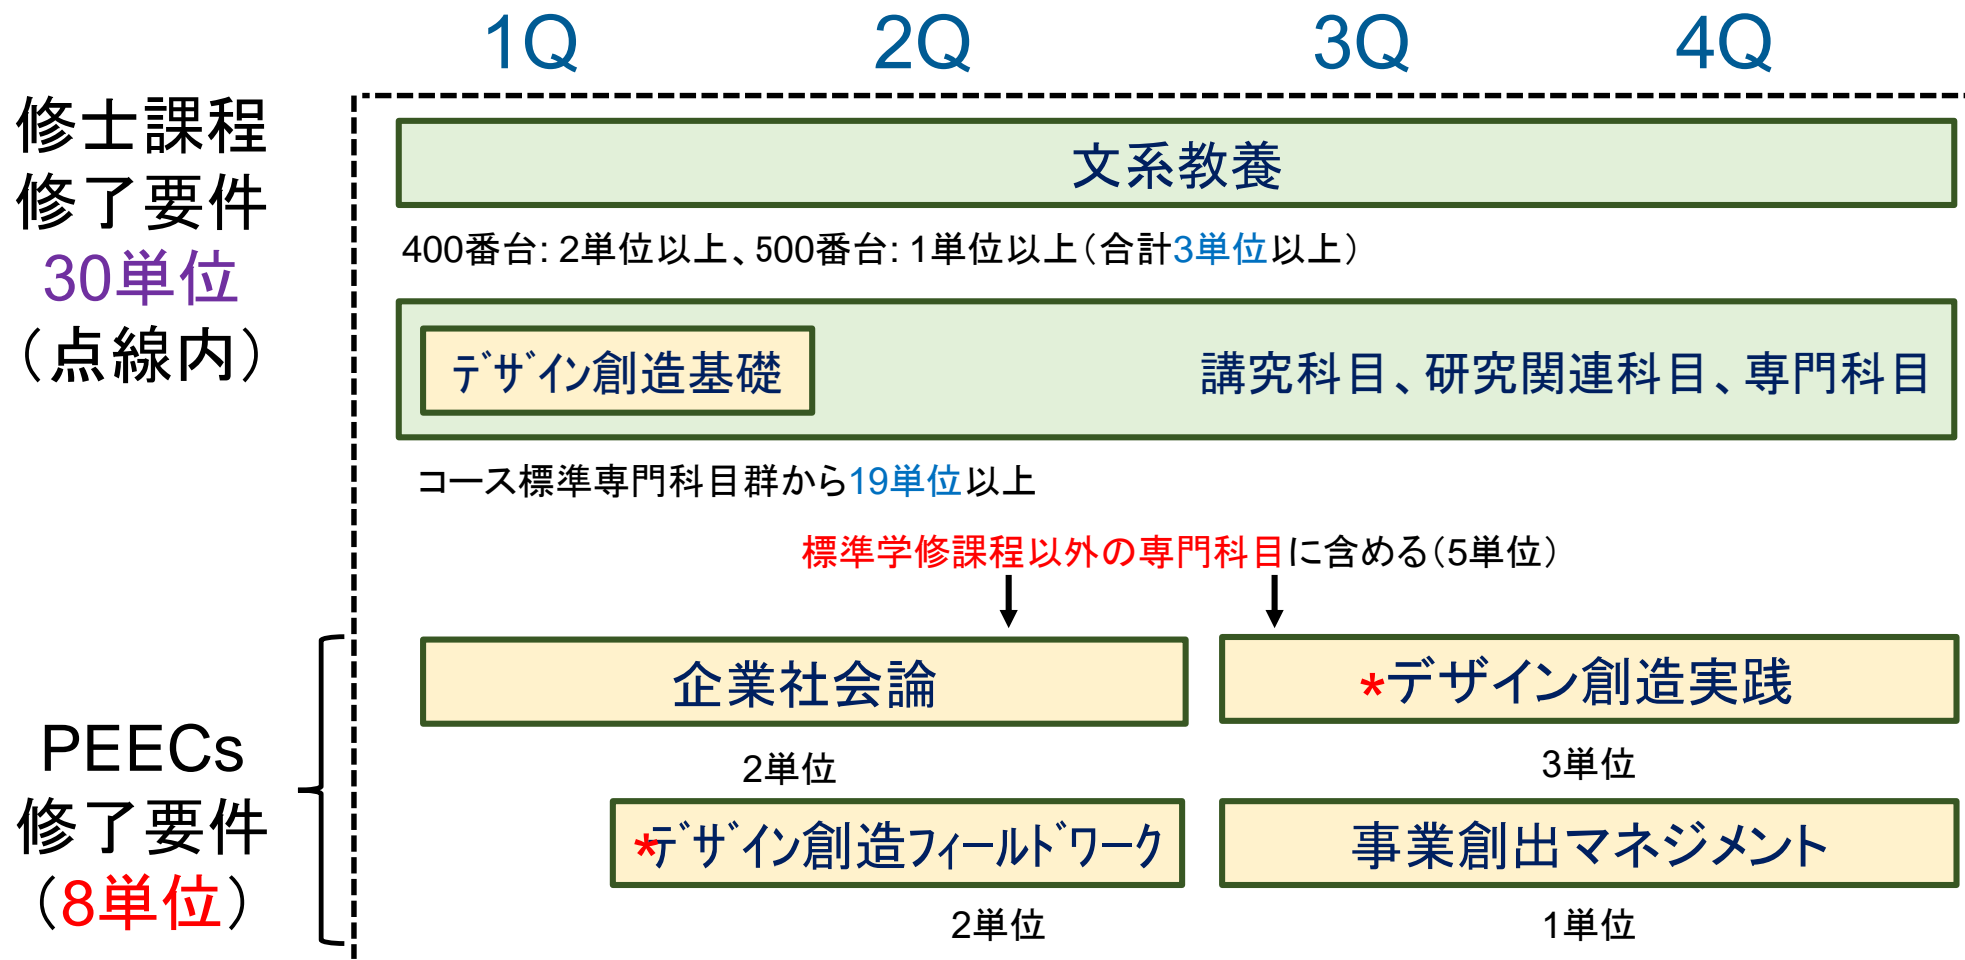 1Q 2Q 3Q 4Q
修士課程
修了要件
30単位
（点線内）
文系教養
400番台: 2単位以上、500番台: 1単位以上（合計3単位以上）
ﾃﾞｻﾞｲﾝ創造基礎
講究科目、研究関連科目、専門科目
コース標準専門科目群から19単位以上
標準学修課程以外の専門科目に含める（5単位）
企業社会論
*デザイン創造実践
2単位
3単位
PEECs
修了要件
（8単位）
*ﾃﾞｻﾞｲﾝ創造ﾌｨｰﾙﾄﾞﾜｰｸ
事業創出マネジメント
2単位
1単位